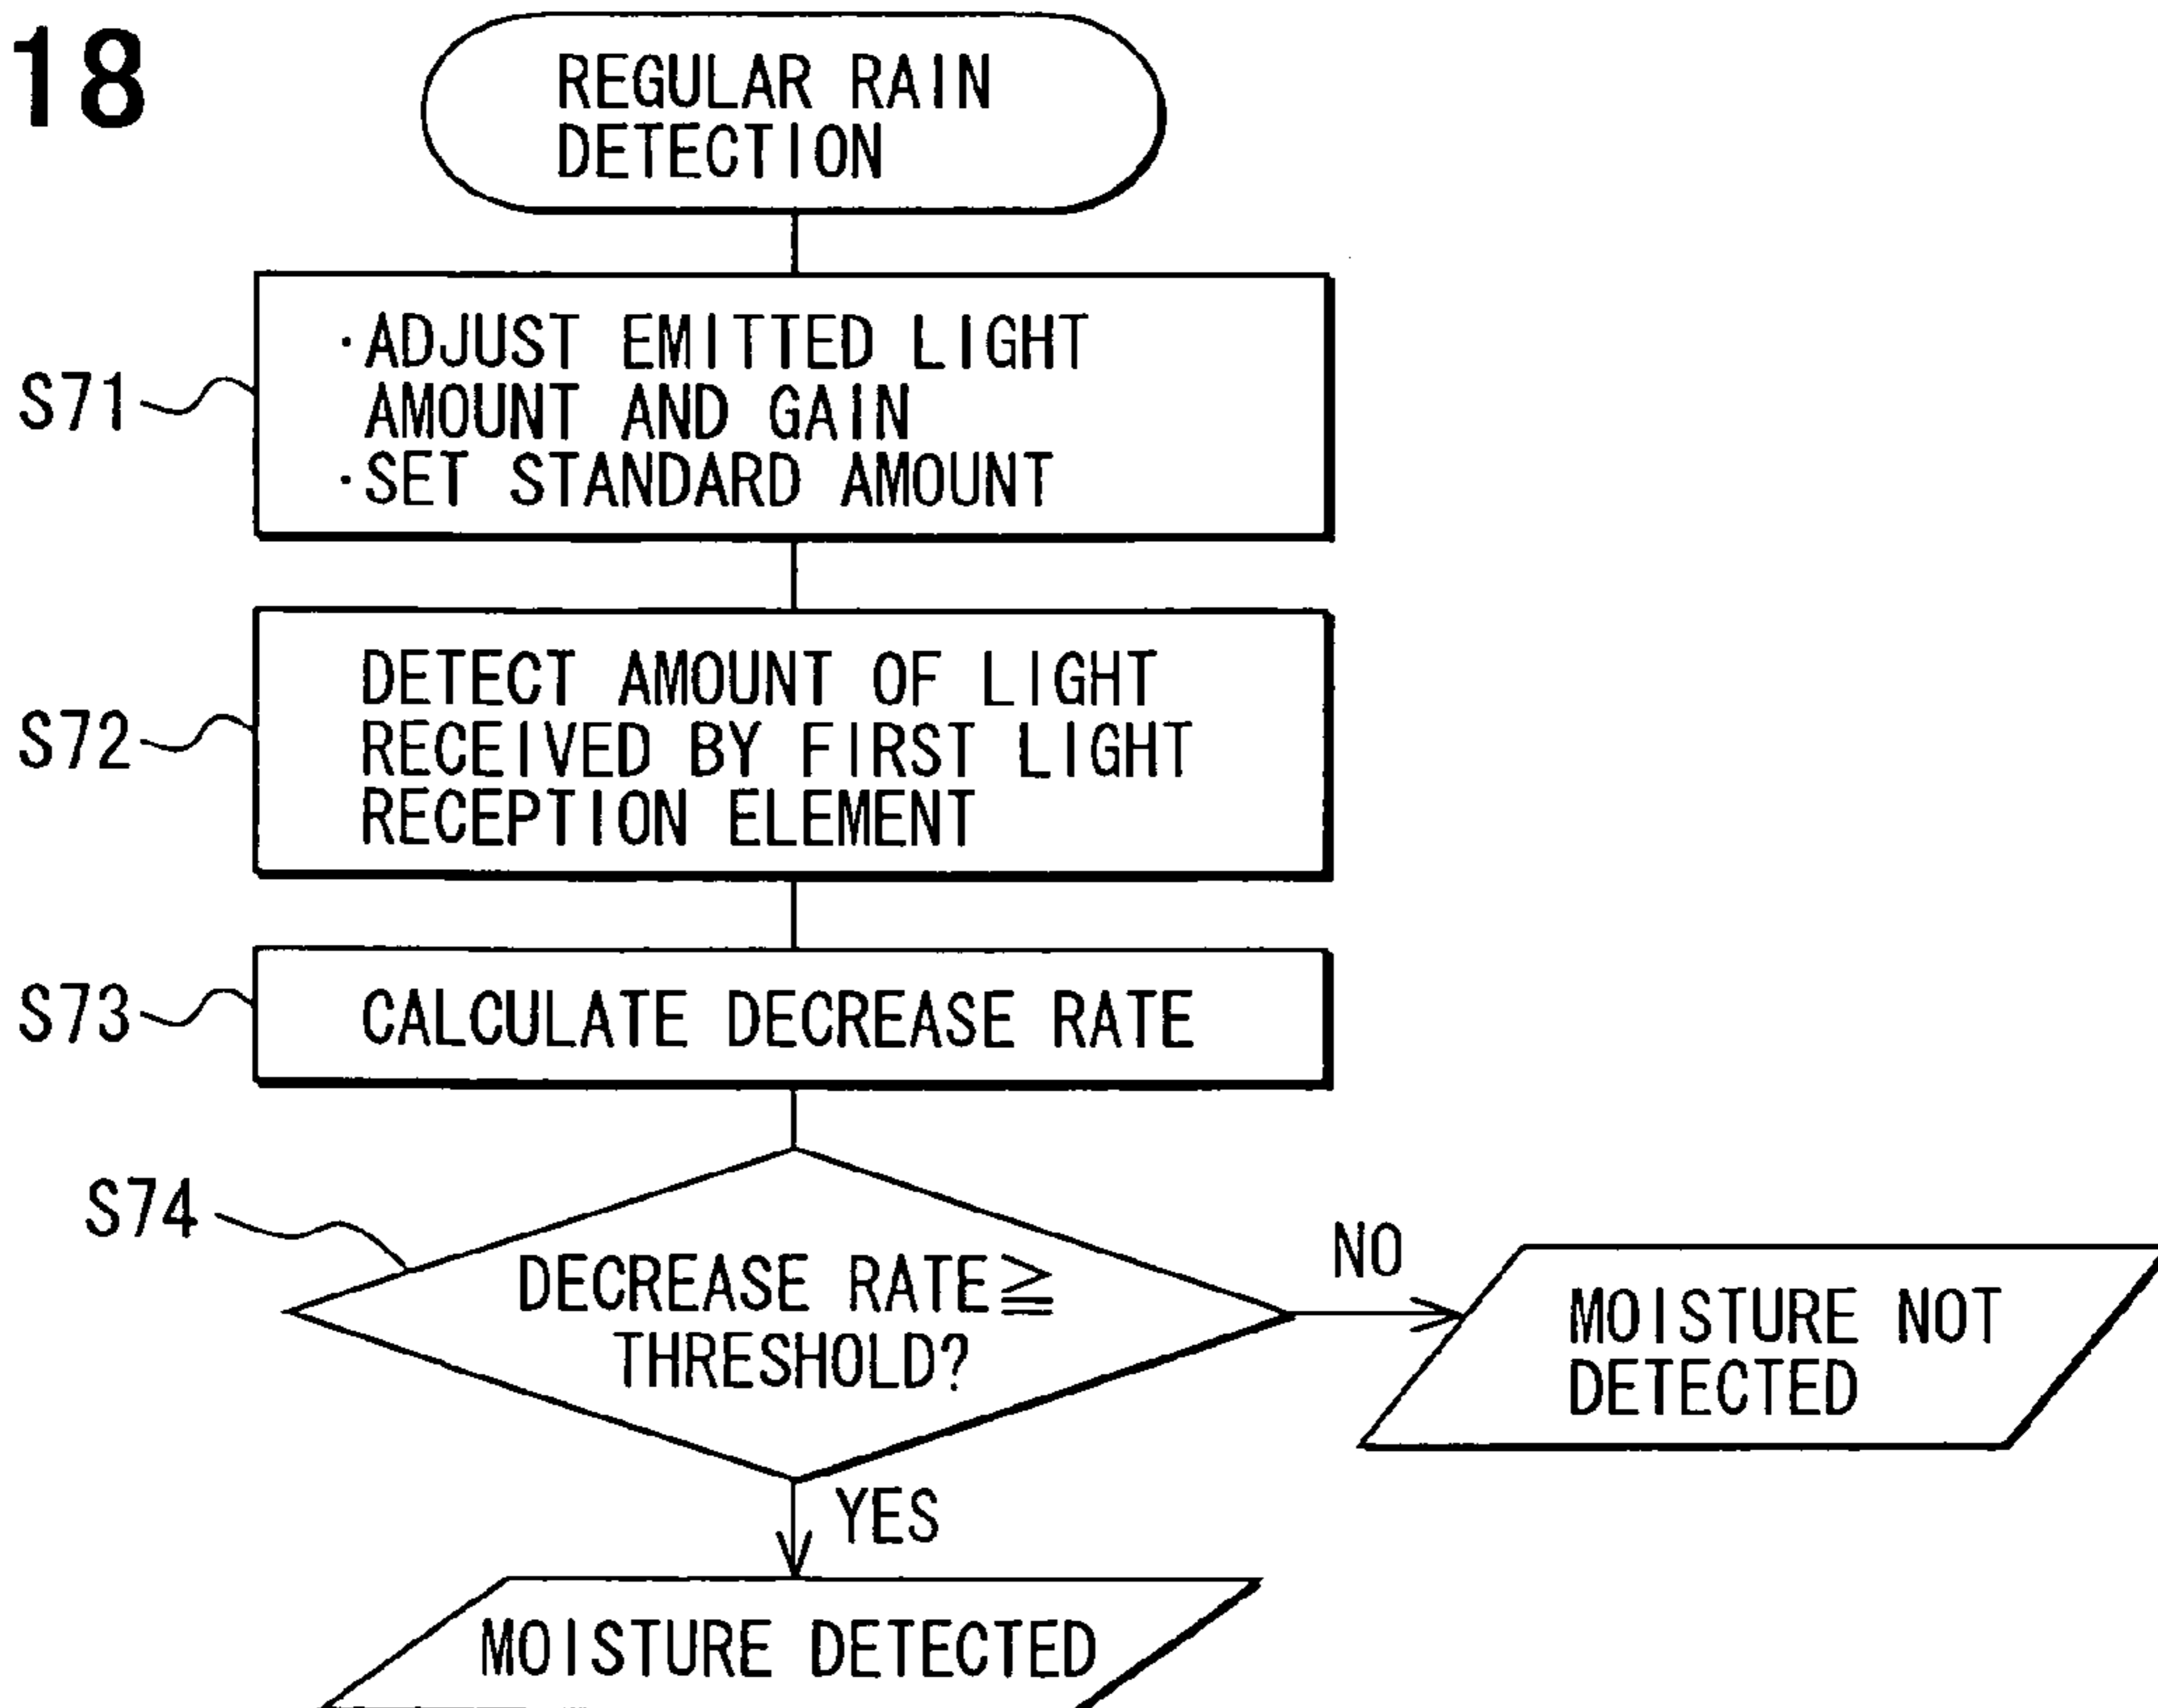 18
REGULAR RAIN
DETECTION
S71
·ADJUST EMITTED LIGHT
AMOUNT AND GAIN
·SET STANDARD AMOUNT
S72
DETECT AMOUNT OF LIGHT
RECEIVED BY FIRST LIGHT
RECEPTION ELEMENT
S73
CALCULATE DECREASE RATE
S74
DECREASE RATE≧
THRESHOLD?
NO
MOISTURE NOT
DETECTED
YES
MOISTURE DETECTED